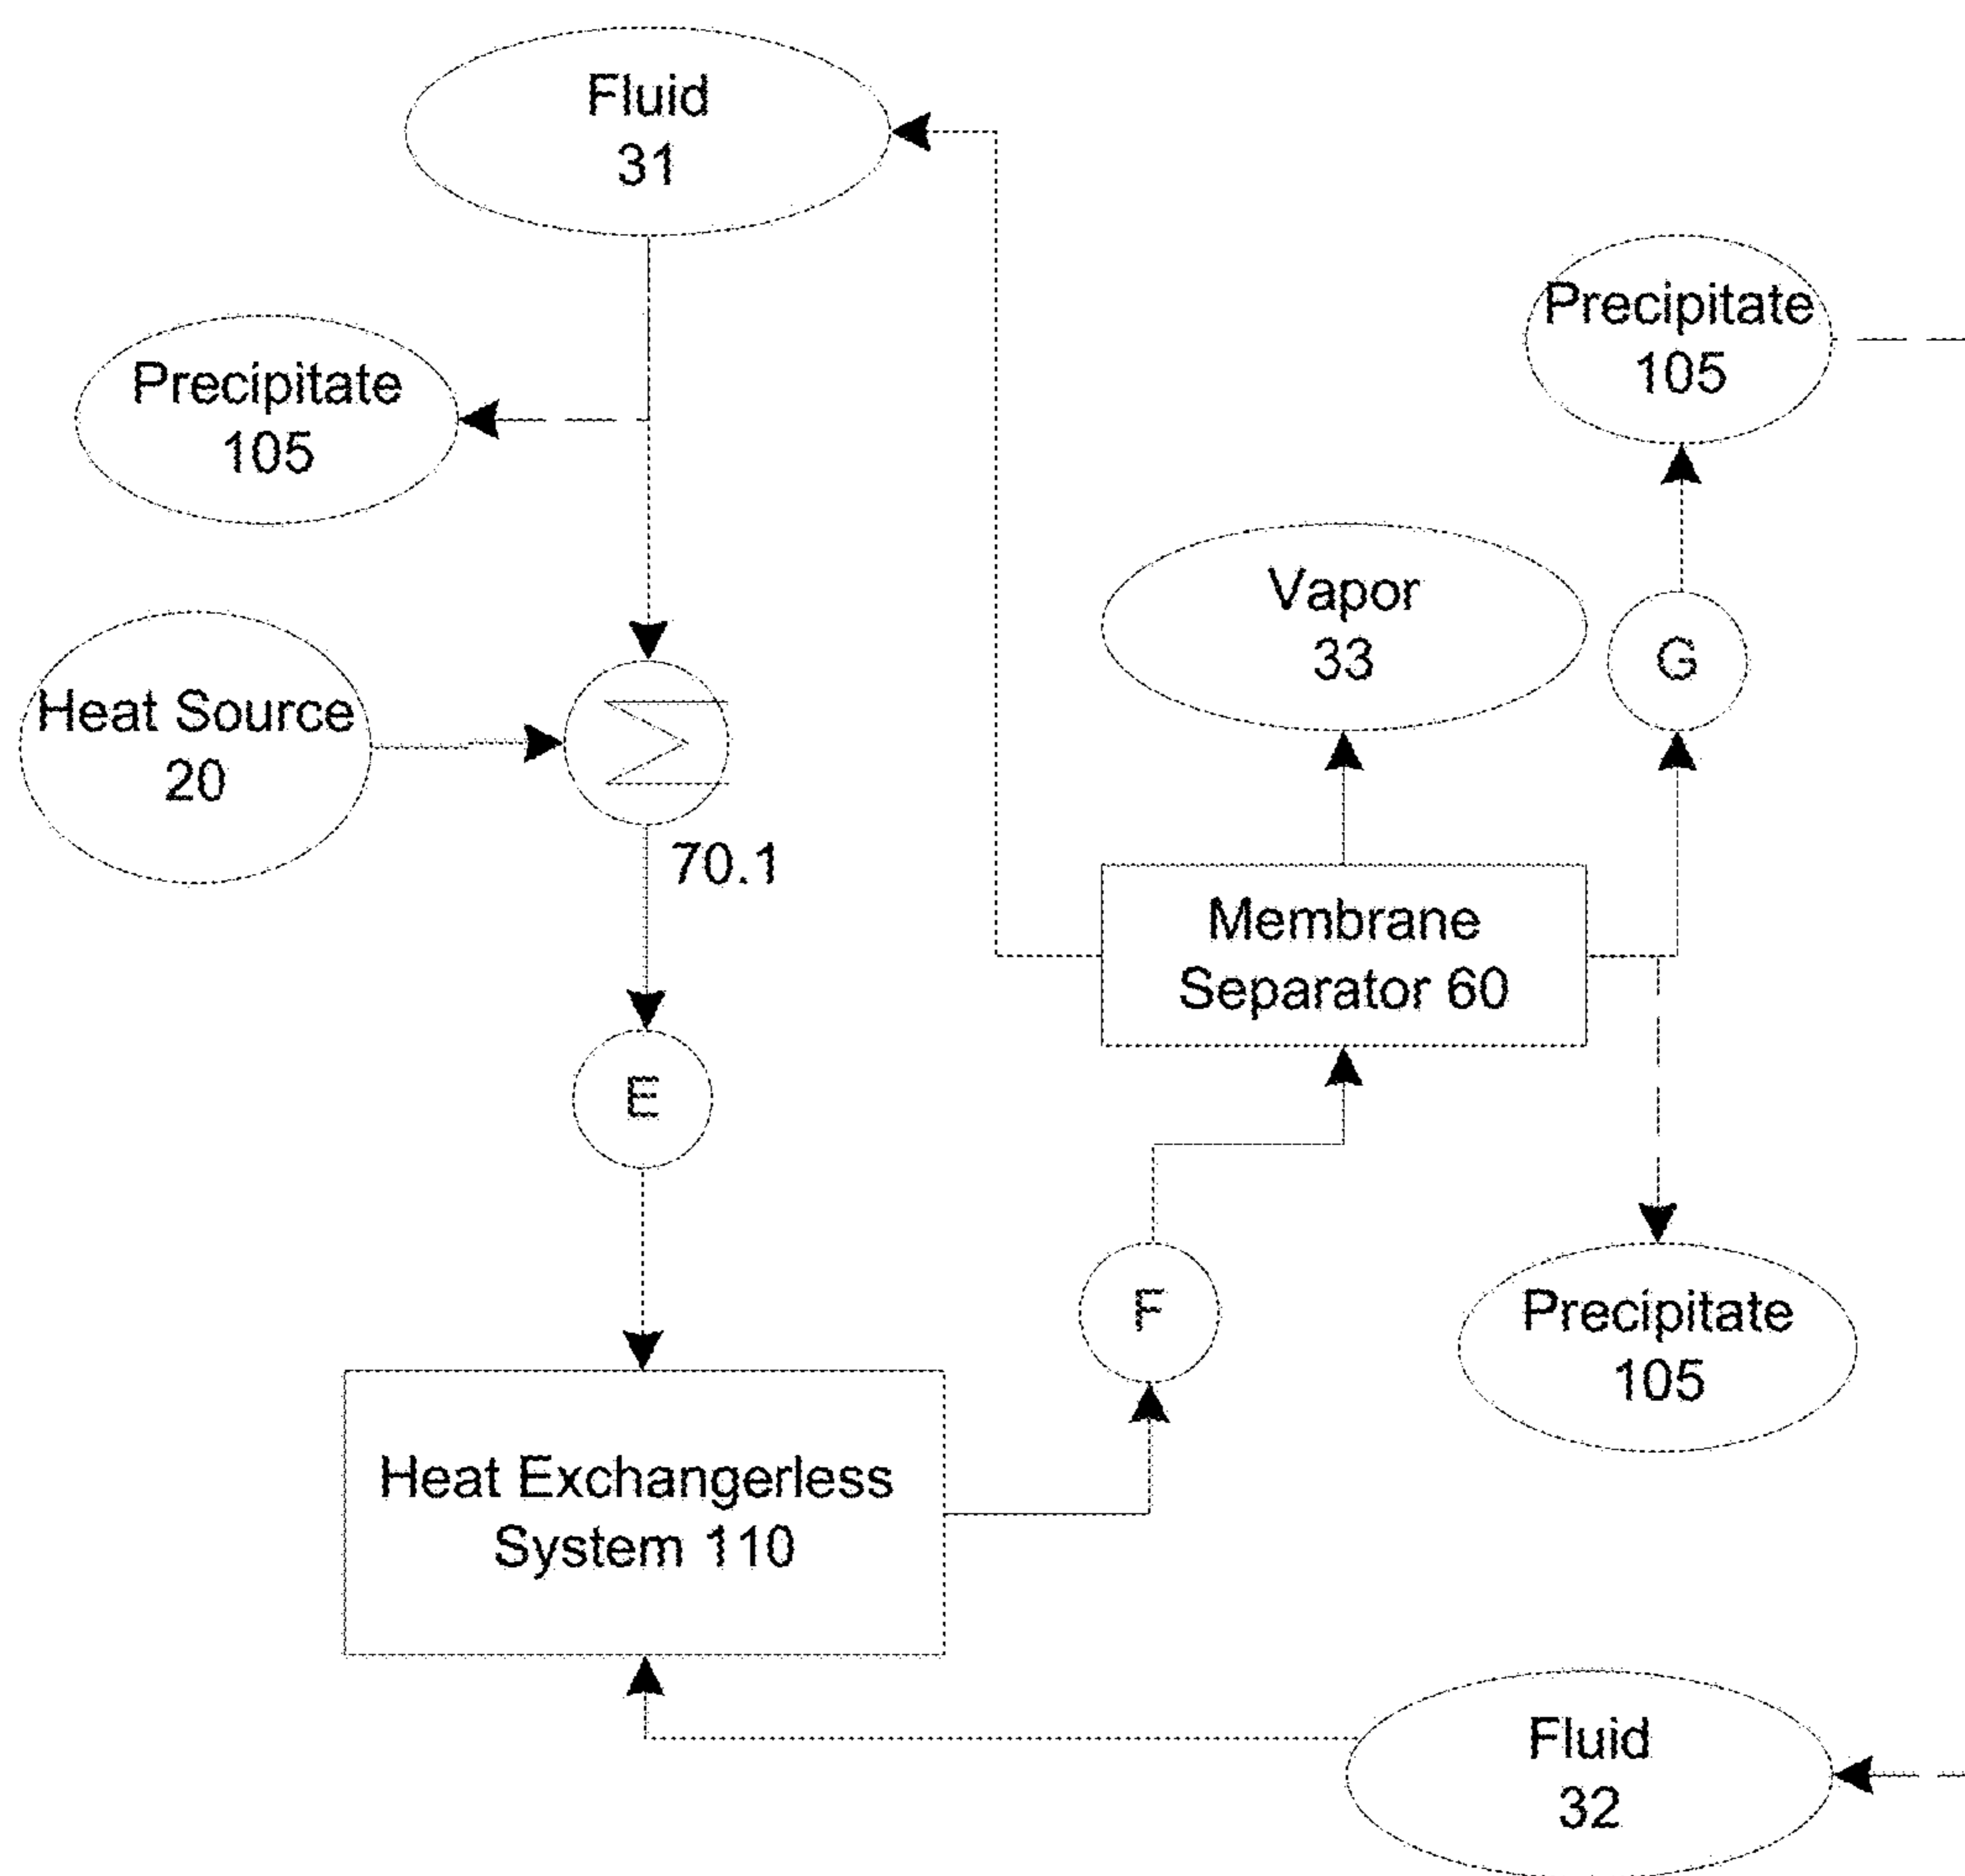 Fluid
31
Precipitate
105
Precipitate
105
Vapor
33
G
Heat Source
20
∑
70.1
Membrane
Separator 60
E
F
Precipitate
105
Heat Exchangerless
System 110
Fluid
32